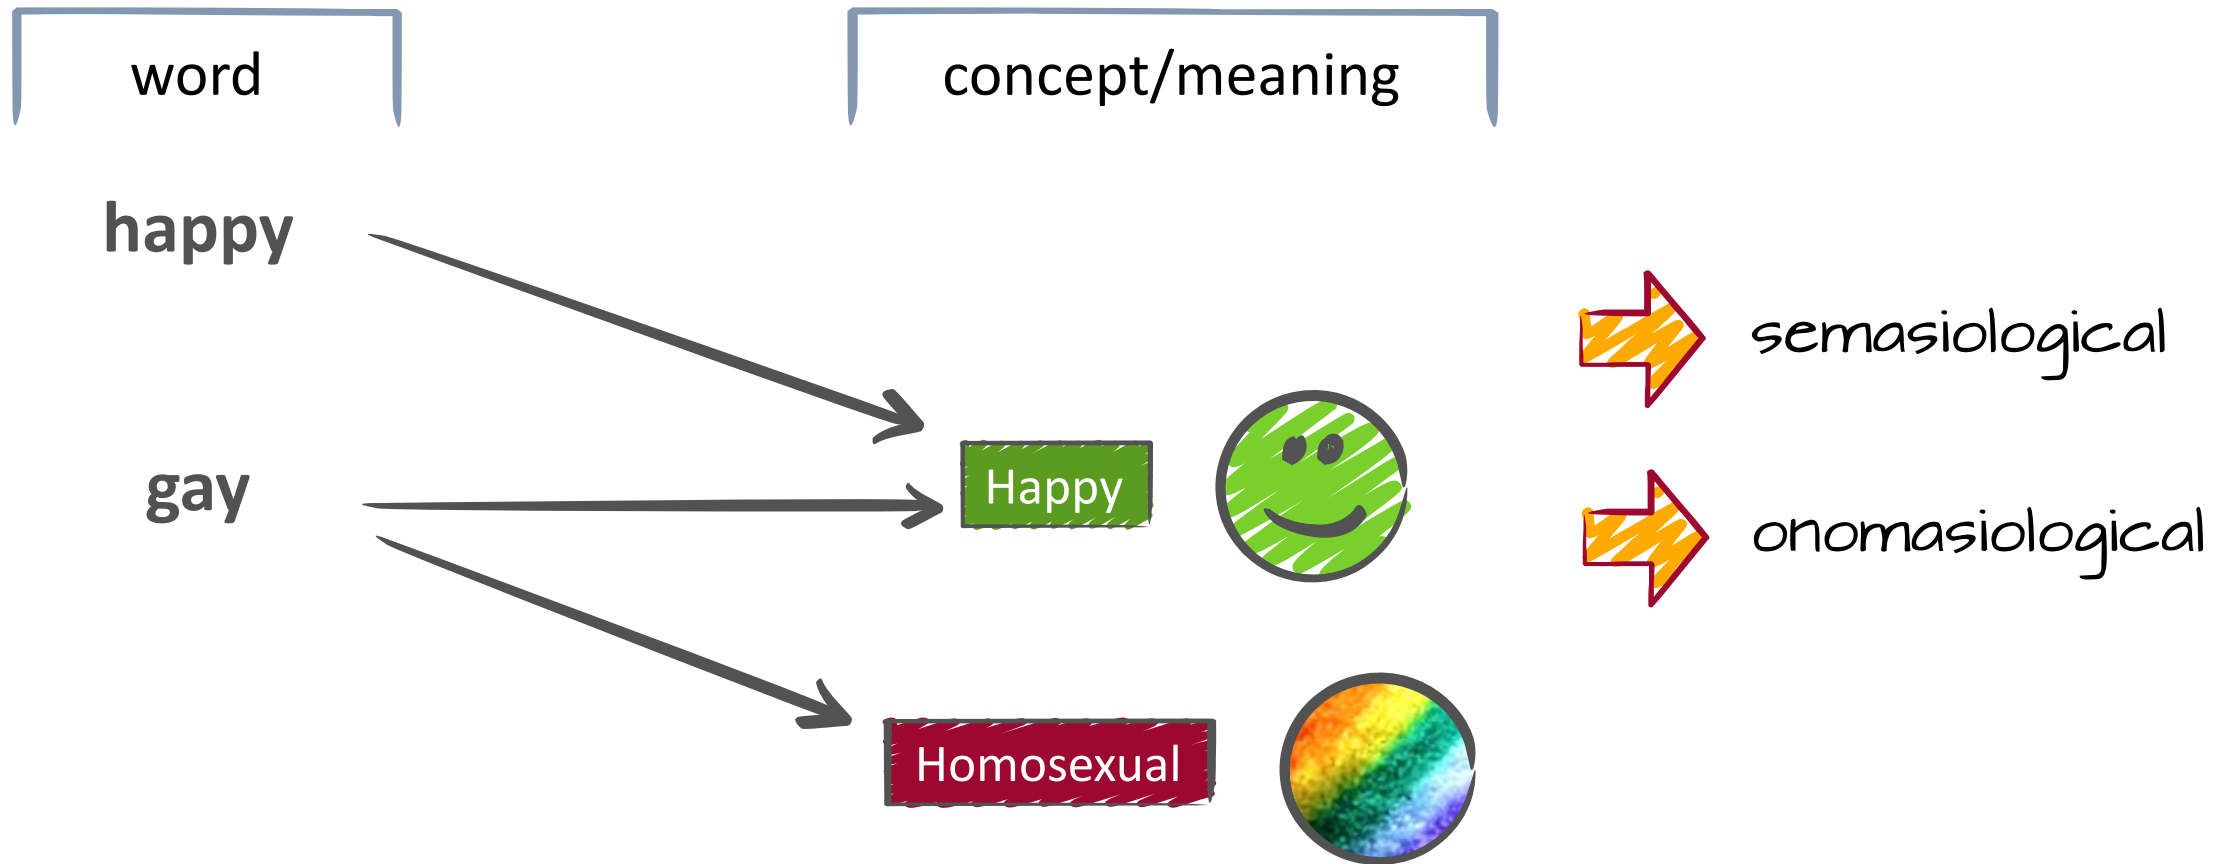 word
concept/meaning
happy
semasiological
gay
Happy
onomasiological
Homosexual